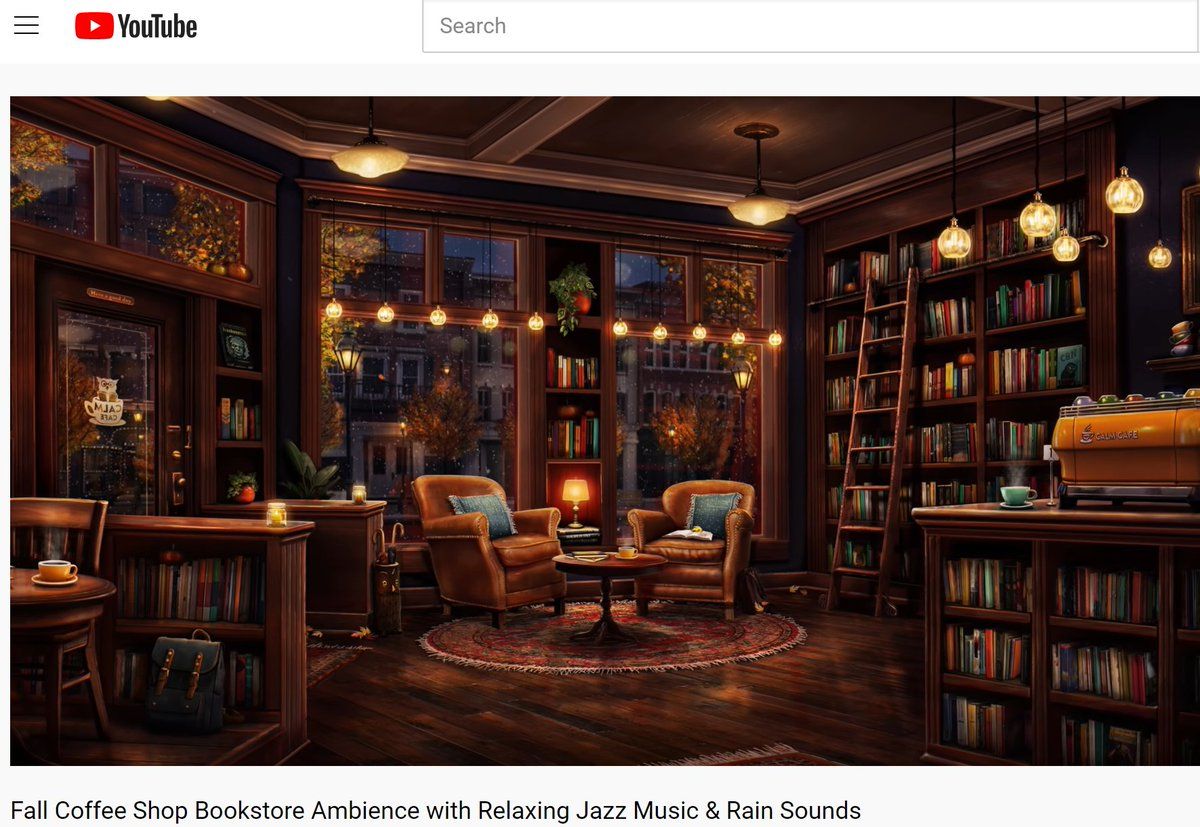 YouTube
Search
Have a good day
CALM
CAFE
CALM CAFE
Fall Coffee Shop Bookstore Ambience with Relaxing Jazz Music & Rain Sounds